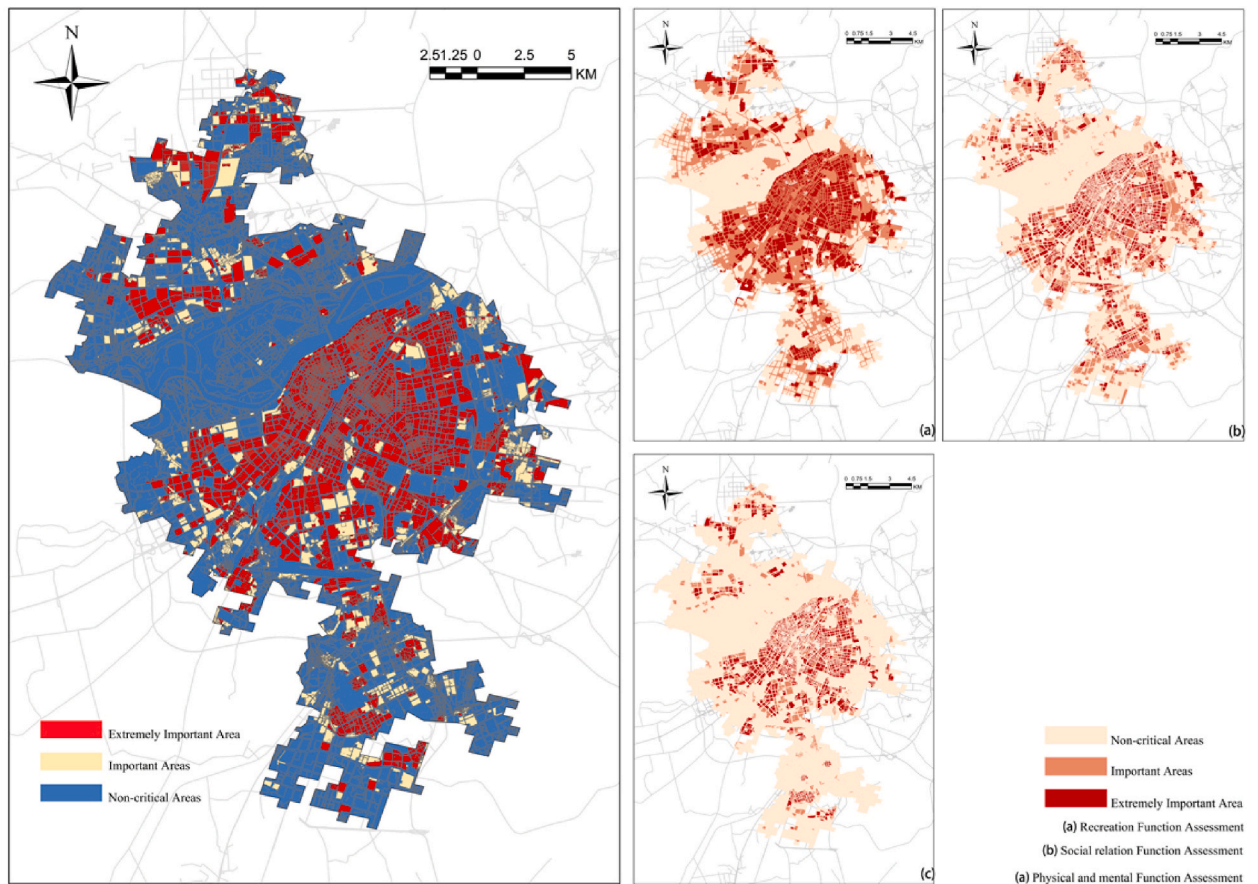 N
2.51.25 0 2.5 5
KM
Extremely Important Area
Important Areas
Non-critical Areas
N
0 0.75 1.5 3 4.5
KM
(a)
N
0 0.75 1.5 3 4.5
KM
(b)
N
0 0.75 1.5 3 4.5
KM
(c)
Non-critical Areas
Important Areas
Extremely Important Area
(a) Recreation Function Assessment
(b) Social relation Function Assessment
(a) Physical and mental Function Assessment